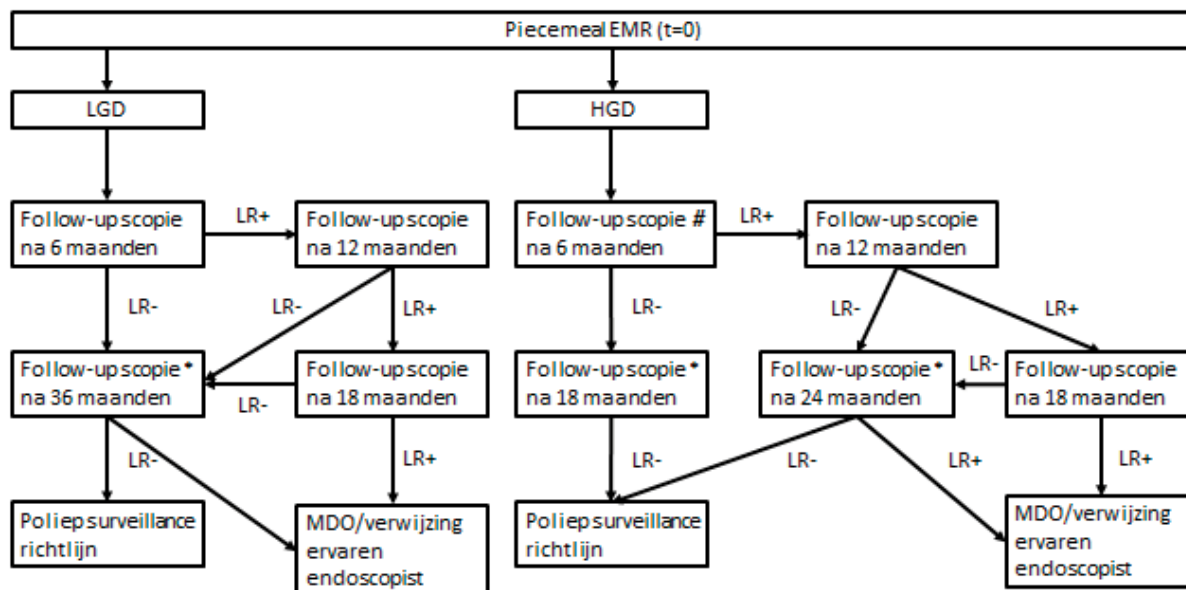 Piecemeal EMR (t=0)
LGD
HGD
Follow-up scopie
na 6 maanden
LR+
Follow-up scopie
na 12 maanden
Follow-up scopie #
na 6 maanden
LR+
Follow-up scopie
na 12 maanden
LR-
LR-
LR+
LR-
LR-
LR+
Follow-up scopie *
na 36 maanden
LR-
Follow-up scopie
na 18 maanden
Follow-up scopie *
na 18 maanden
Follow-up scopie *
na 24 maanden
LR-
Follow-up scopie
na 18 maanden
LR-
LR+
LR-
LR-
LR+
LR+
Poliep surveillance
richtlijn
MDO/verwijzing
ervaren
endoscopist
Poliep surveillance
richtlijn
MDO/verwijzing
ervaren
endoscopist